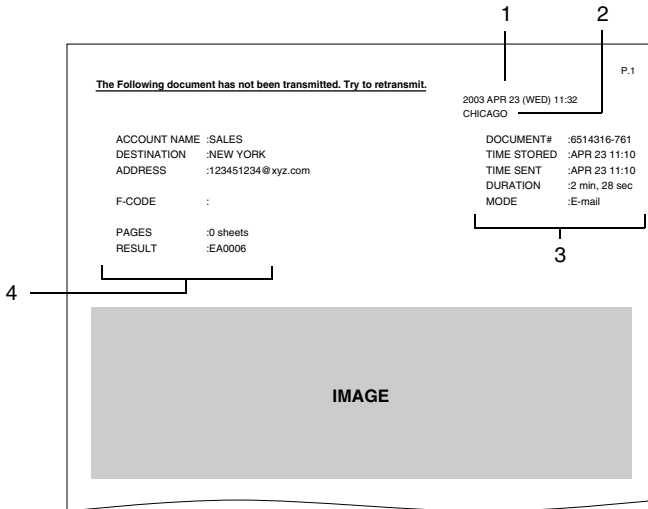 1 2
P.1
The Following document has not been transmitted. Try to retransmit.
2003 APR 23 (WED) 11:32
CHICAGO
ACCOUNT NAME :SALES
DESTINATION :NEW YORK
ADDRESS :123451234@xyz.com
F-CODE :
PAGES :0 sheets
RESULT :EA0006
DOCUMENT# :6514316-761
TIME STORED :APR 23 11:10
TIME SENT :APR 23 11:10
DURATION :2 min, 28 sec
MODE :E-mail
3
4
IMAGE